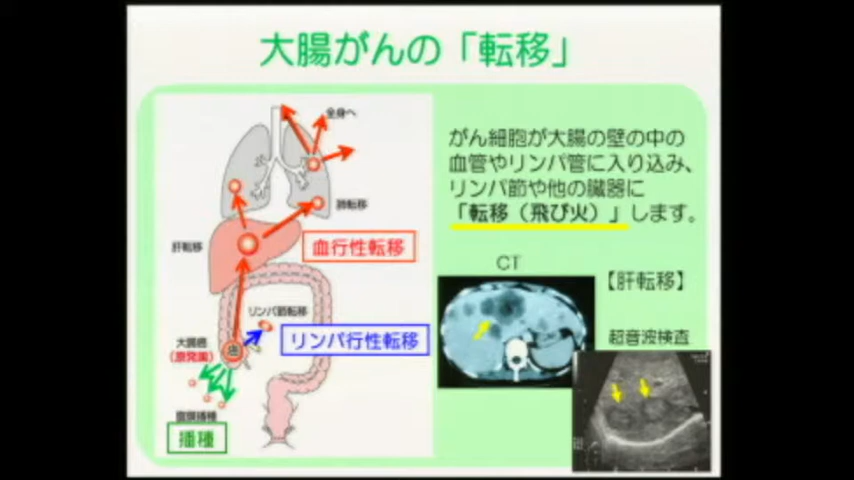 大腸がんの「転移」
全身へ
肺転移
肝転移
血行性転移
リンパ節転移
リンパ行性転移
大腸癌
(原発巣)
癌
腹膜播種
播種
がん細胞が大腸の壁の中の
血管やリンパ管に入り込み、
リンパ節や他の臓器に
「転移(飛び火)」します。
CT
【肝転移】
超音波検査